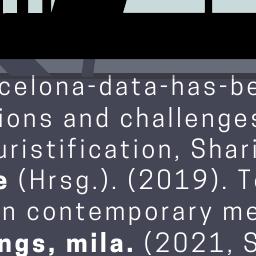 celona-data-has-be
ions and challenges
uristification, Shari
e (Hrsg.). (2019). T
n contemporary me
ngs, mila. (2021, S